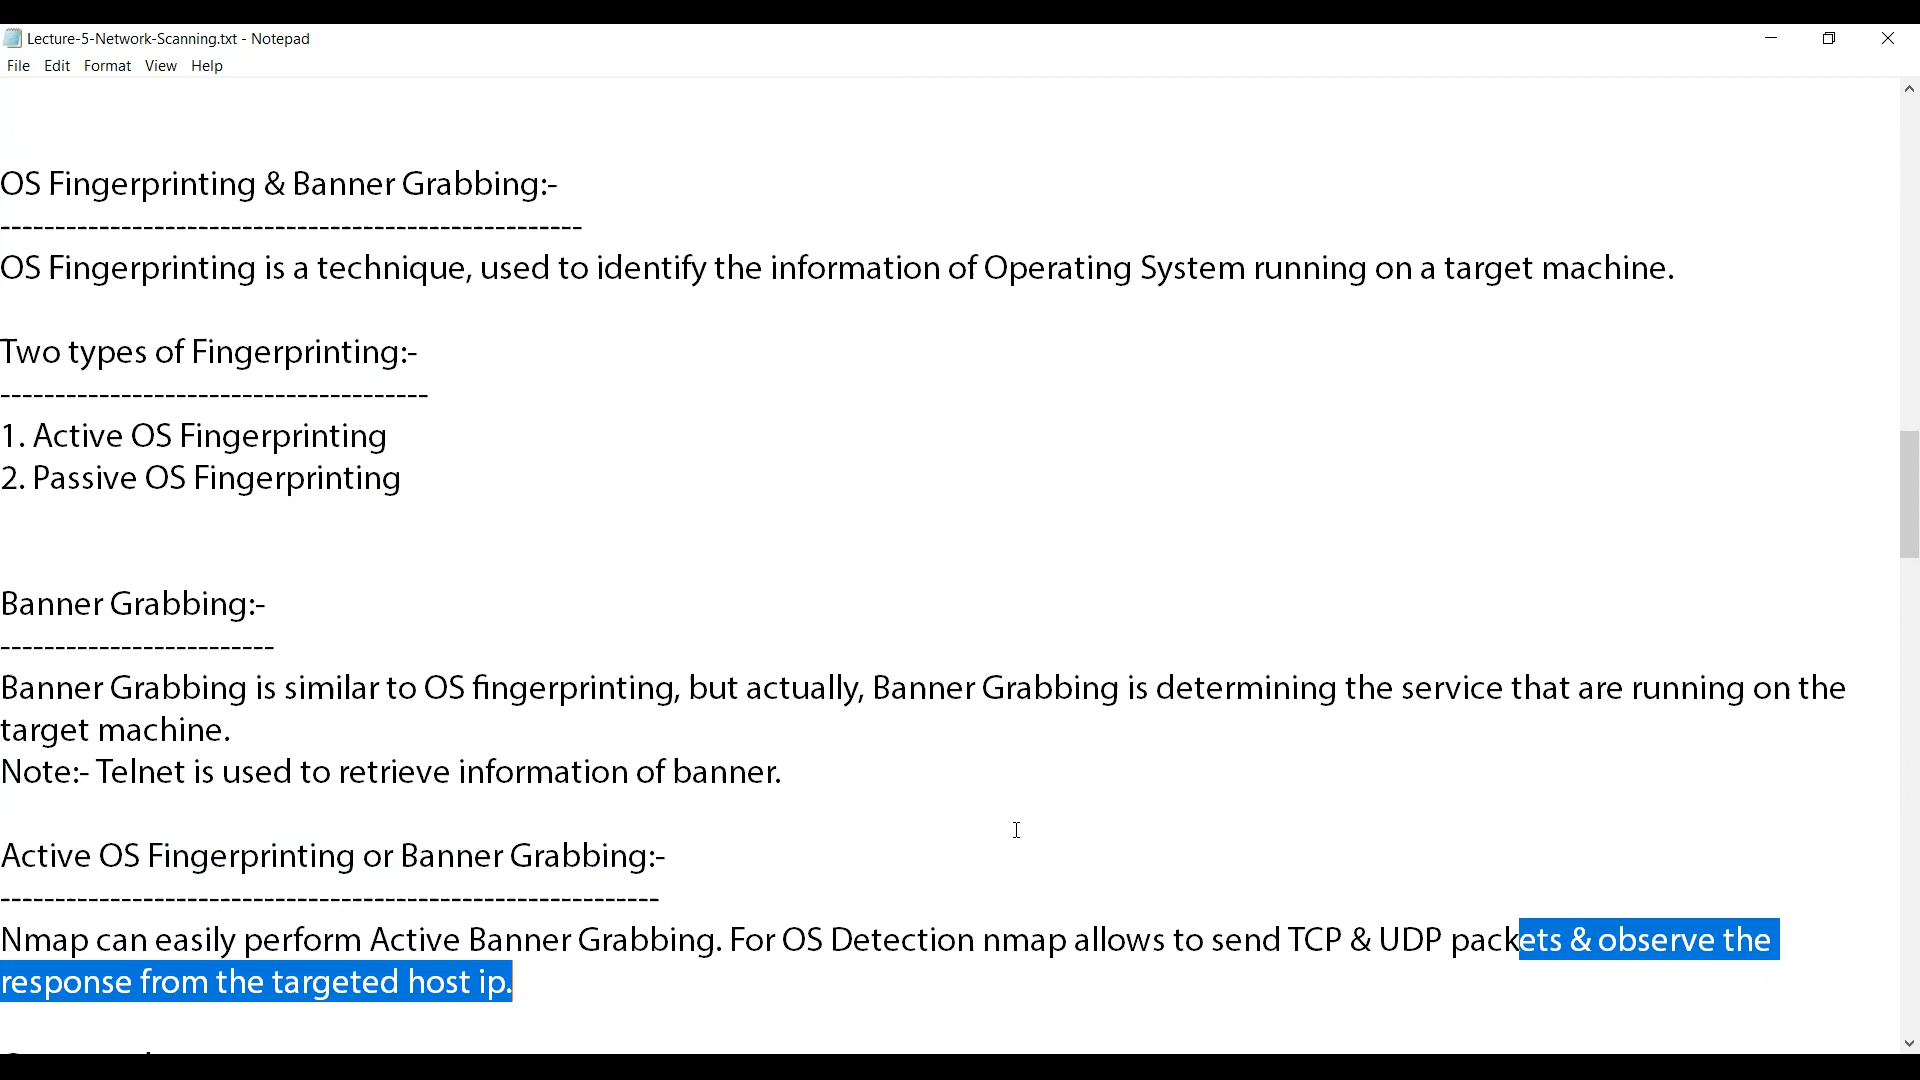 Lecture-5-Network-Scanning.txt - Notepad
File Edit Format View Help
OS Fingerprinting & Banner Grabbing:-
-----------------------------------------------------
OS Fingerprinting is a technique, used to identify the information of Operating System running on a target machine.
Two types of Fingerprinting:-
---------------------------------------
1. Active OS Fingerprinting
2. Passive OS Fingerprinting
Banner Grabbing:-
-------------------------
Banner Grabbing is similar to OS fingerprinting, but actually, Banner Grabbing is determining the service that are running on the
target machine.
Note:- Telnet is used to retrieve information of banner.
Active OS Fingerprinting or Banner Grabbing:-
------------------------------------------------------------
Nmap can easily perform Active Banner Grabbing. For OS Detection nmap allows to send TCP & UDP packets & observe the
response from the targeted host ip.